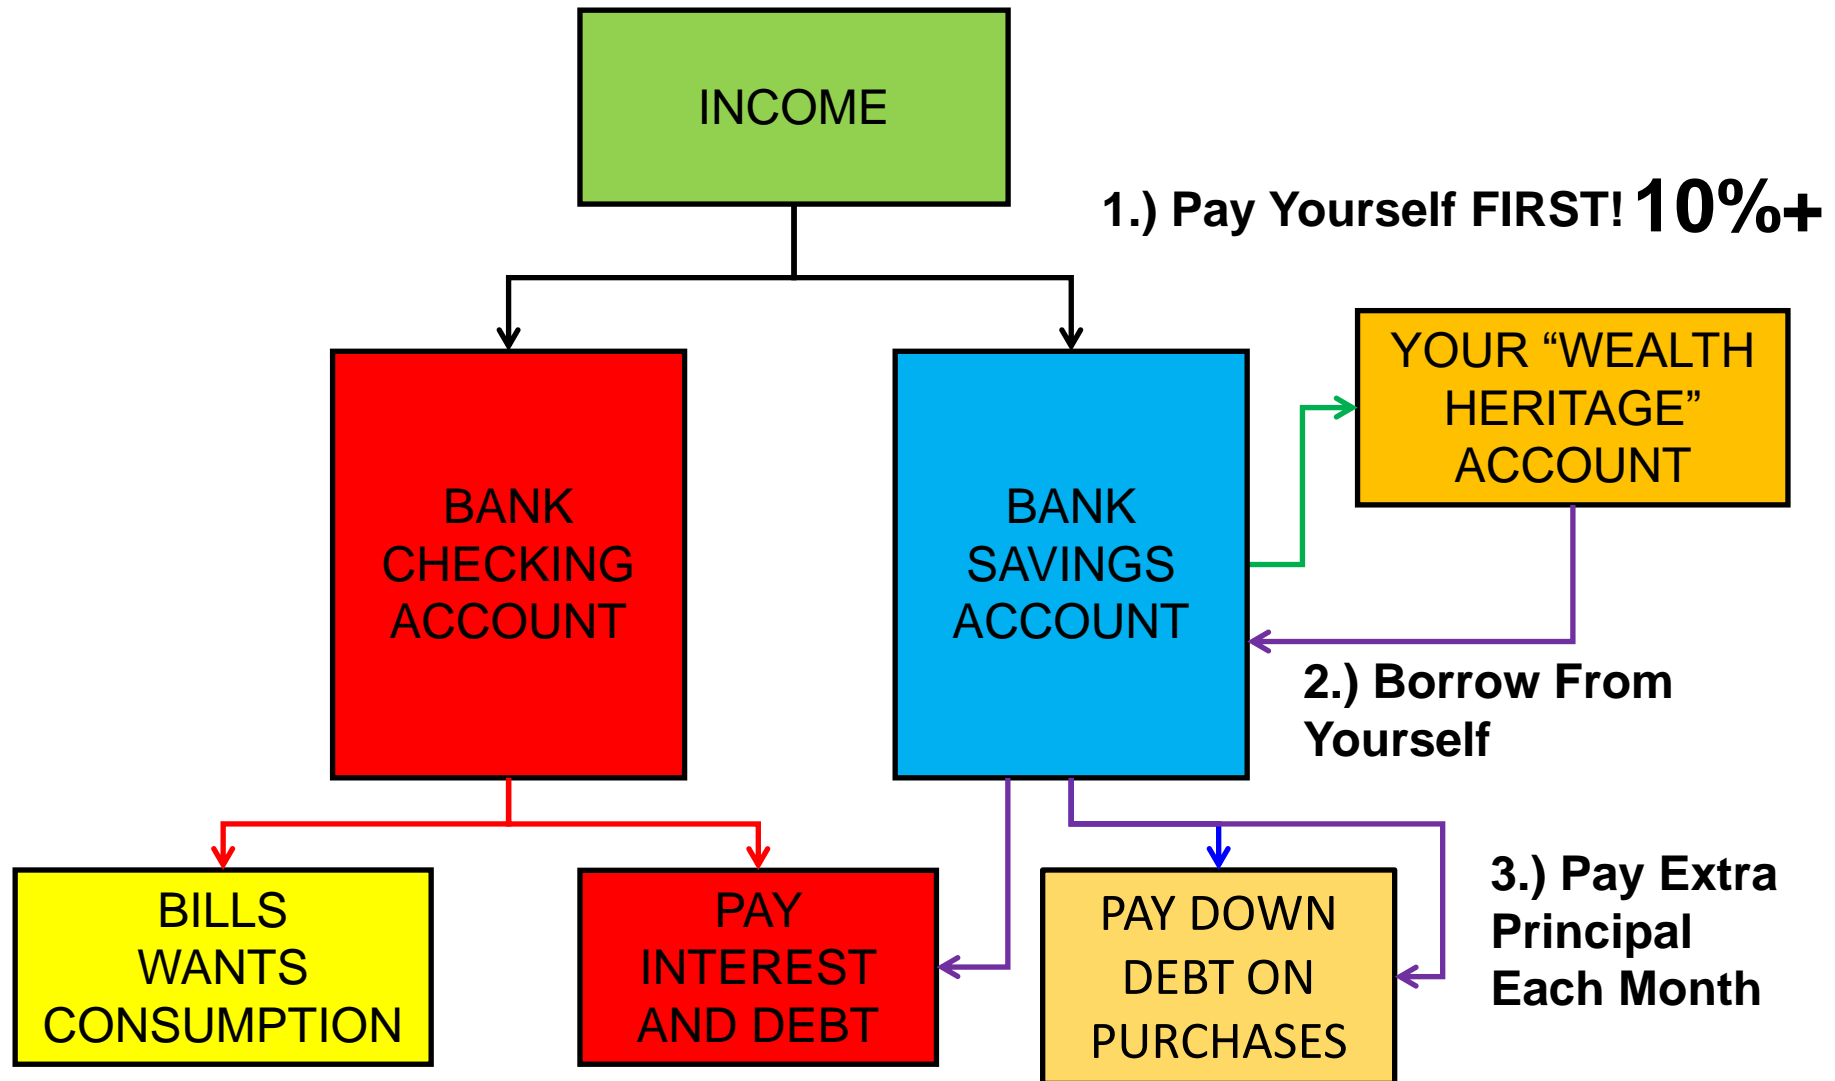 INCOME
1.) Pay Yourself FIRST! 10%+
YOUR “WEALTH
HERITAGE”
ACCOUNT
BANK
CHECKING
ACCOUNT
BANK
SAVINGS
ACCOUNT
2.) Borrow From
Yourself
BILLS
WANTS
CONSUMPTION
PAY
INTEREST
AND DEBT
PAY DOWN
DEBT ON
PURCHASES
3.) Pay Extra
Principal
Each Month